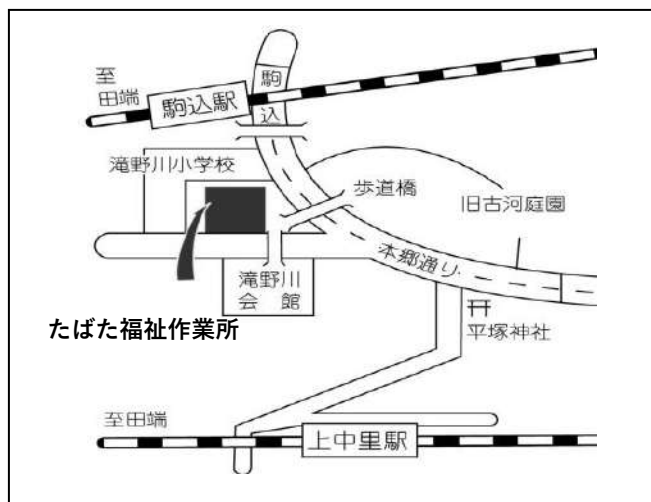 至
田端
駒込駅
駒
込
滝野川小学校
歩道橋
旧古河庭園
本郷通り
滝野川
会館
たばた福祉作業所
平塚神社
至田端
上中里駅